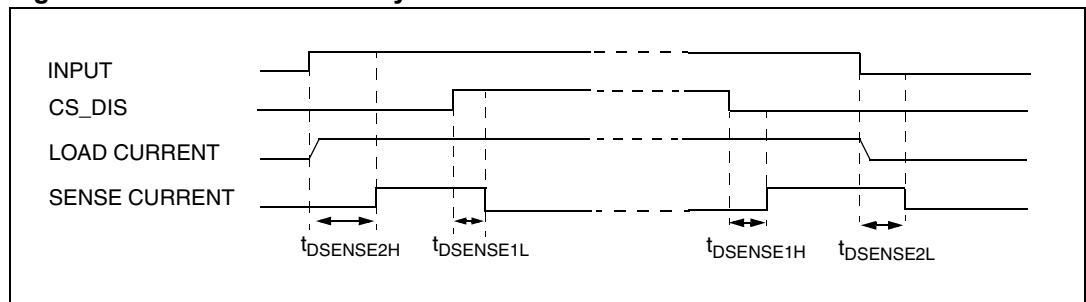 INPUT
CS_DIS
LOAD CURRENT
SENSE CURRENT
tDSENSE2H tDSENSE1L tDSENSE1H tDSENSE2L